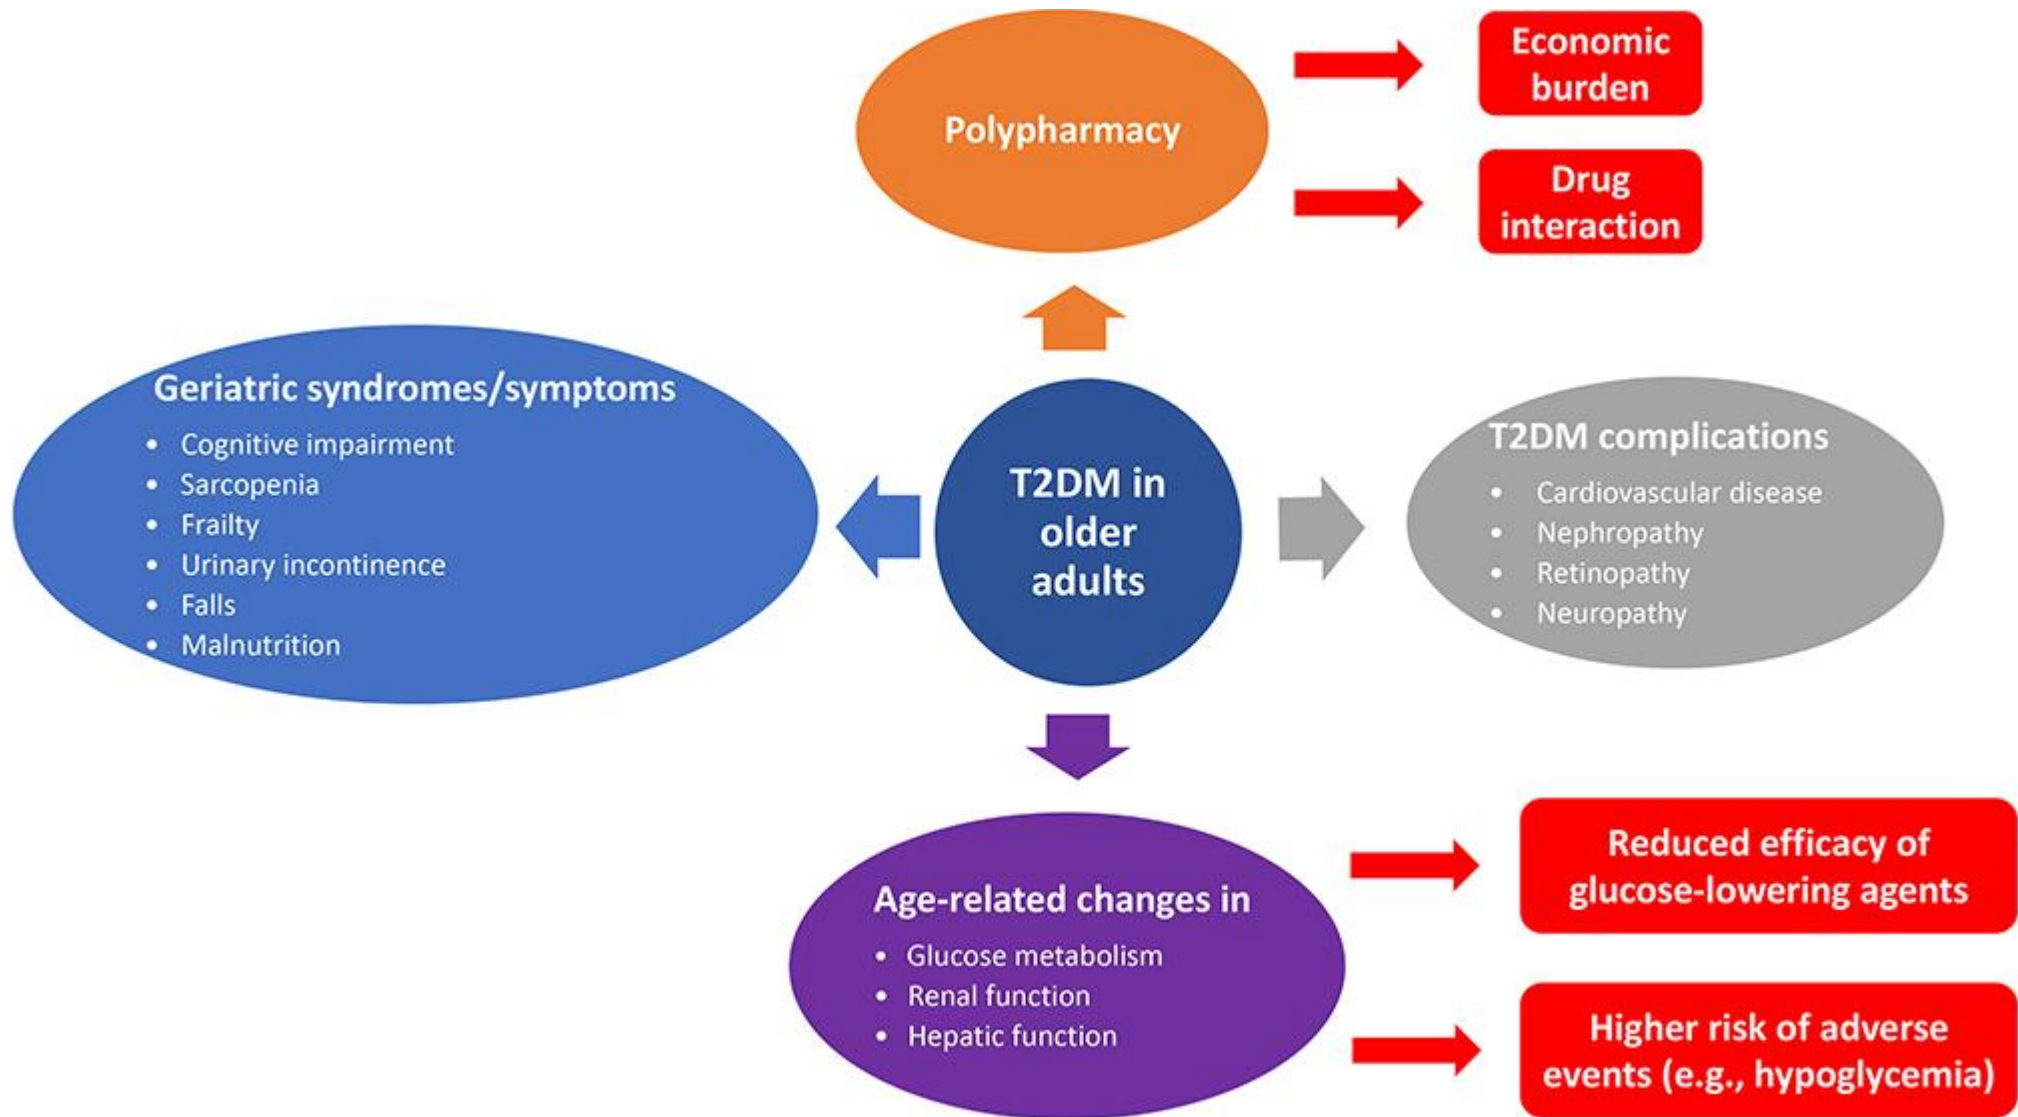 Polypharmacy
Economic
burden
Drug
interaction
Geriatric syndromes/symptoms
• Cognitive impairment
• Sarcopenia
• Frailty
• Urinary incontinence
• Falls
• Malnutrition
T2DM in
older
adults
T2DM complications
• Cardiovascular disease
• Nephropathy
• Retinopathy
• Neuropathy
Age-related changes in
• Glucose metabolism
• Renal function
• Hepatic function
Reduced efficacy of
glucose-lowering agents
Higher risk of adverse
events (e.g., hypoglycemia)